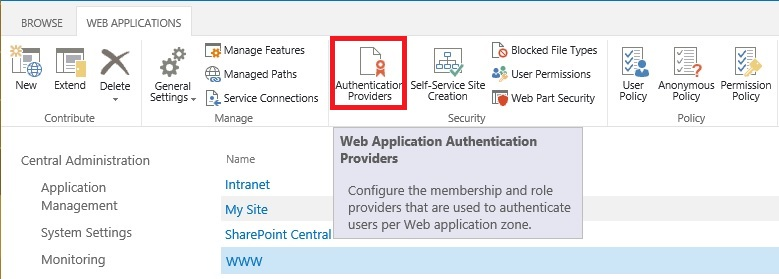 BROWSE
WEB APPLICATIONS
New
Extend
Delete
General
Settings
Manage Features
Managed Paths
Service Connections
Authentication
Providers
Self-Service Site
Creation
Blocked File Types
User Permissions
Web Part Security
User
Policy
Anonymous
Policy
Permission
Policy
Contribute
Manage
Security
Policy
Web Application Authentication
Providers
Configure the membership and role
providers that are used to authenticate
users per Web application zone.
Central Administration
Application
Management
System Settings
Monitoring
Name
Intranet
My Site
SharePoint Central
WWW